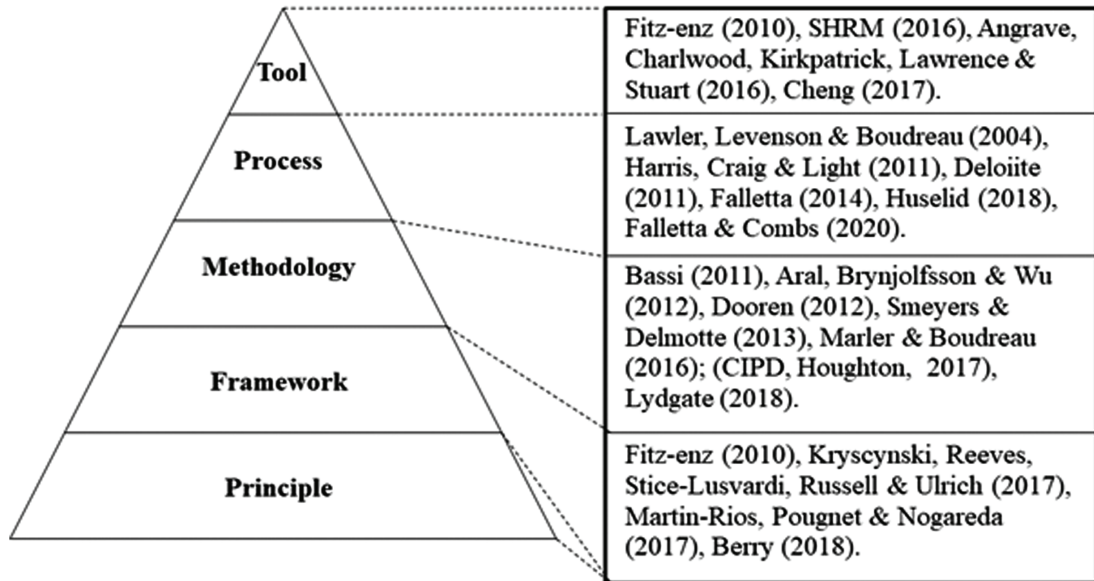 Tool
Process
Methodology
Framework
Principle
Fitz-enz (2010), SHRM (2016), Angrave,
Charlwood, Kirkpatrick, Lawrence &
Stuart (2016), Cheng (2017).
Lawler, Levenson & Boudreau (2004),
Harris, Craig & Light (2011), Deloiite
(2011), Falletta (2014), Huselid (2018),
Falletta & Combs (2020).
Bassi (2011), Aral, Brynjolfsson & Wu
(2012), Dooren (2012), Smeyers &
Delmotte (2013), Marler & Boudreau
(2016); (CIPD, Houghton, 2017),
Lydgate (2018).
Fitz-enz (2010), Kryscynski, Reeves,
Stice-Lusvardi, Russell & Ulrich (2017),
Martin-Rios, Pougnet & Nogareda
(2017), Berry (2018).